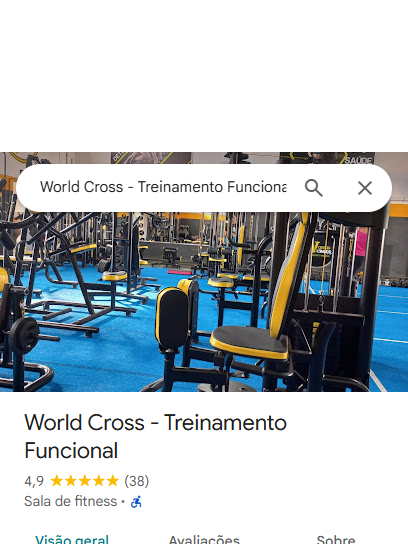 SAÚDE
World Cross - Treinamento Funciona
World Cross - Treinamento
Funcional
4,9 (38)
Sala de fitness ·
Visão geral
Avaliações
Sobre